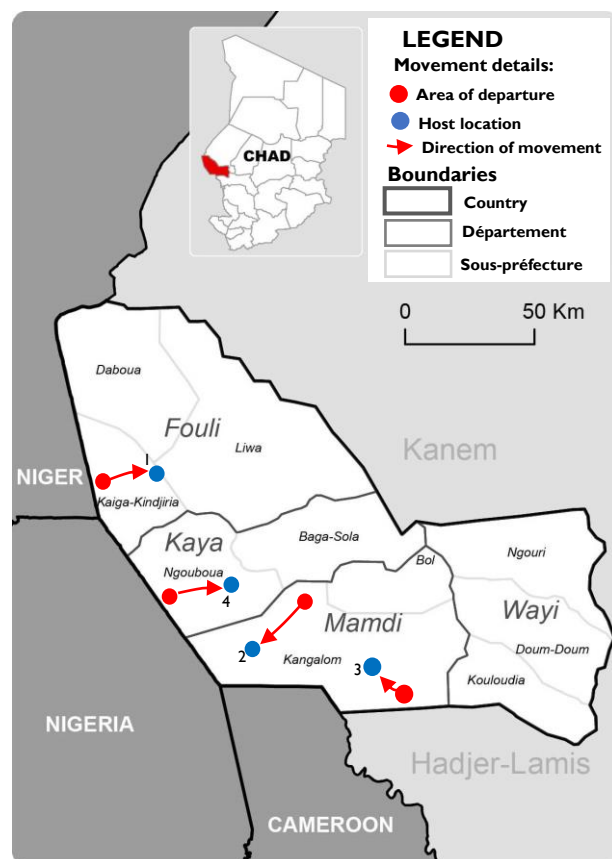 LEGEND
Movement details:
Area of departure
Host location
Direction of movement
Boundaries
Country
Département
Sous-préfecture
CHAD
0 50 Km
Daboua
Fouli
Liwa
Kanem
1
NIGER
Kaiga-Kindjiria
Kaya
Baga-Sola
Ngouboua
Bol
Ngouri
4
Mamdi
Wayi
2
Kangalom
3
Doum-Doum
Kouloudia
NIGERIA
Hadjer-Lamis
CAMEROON